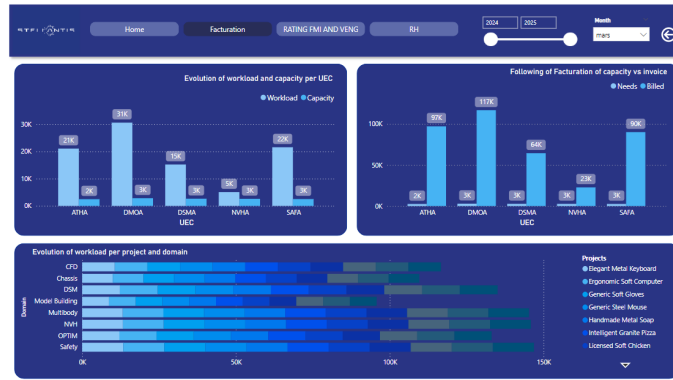 STELLANTIS
Home
Facturation
RATING FMI AND VENG
RH
2024
2025
Month
mars
Evolution of workload and capacity per UEC
Workload
Capacity
30K
20K
10K
0K
21K
2K
31K
3K
15K
3K
5K
3K
22K
3K
ATHA
DMOA
DSMA
NVHA
SAFA
UEC
Following of Facturation of capacity vs invoice
Needs
Billed
100K
50K
0K
2K
97K
3K
117K
3K
64K
3K
23K
3K
90K
ATHA
DMOA
DSMA
NVHA
SAFA
UEC
Evolution of workload per project and domain
Domain
CFD
Chassis
DSM
Model Building
Multibody
NVH
OPTIM
Safety
0K
50K
100K
150K
Projects
Elegant Metal Keyboard
Ergonomic Soft Computer
Generic Soft Gloves
Generic Steel Mouse
Handmade Metal Soap
Intelligent Granite Pizza
Licensed Soft Chicken